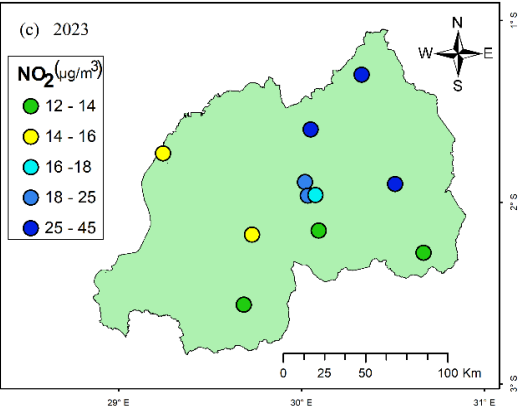 (c) 2023
NO2(µg/m³)
12 - 14
14 - 16
16 -18
18 - 25
25 - 45
N
W E
S
1° S
2° S
3° S
0 25 50 100 Km
29° E 30° E 31° E